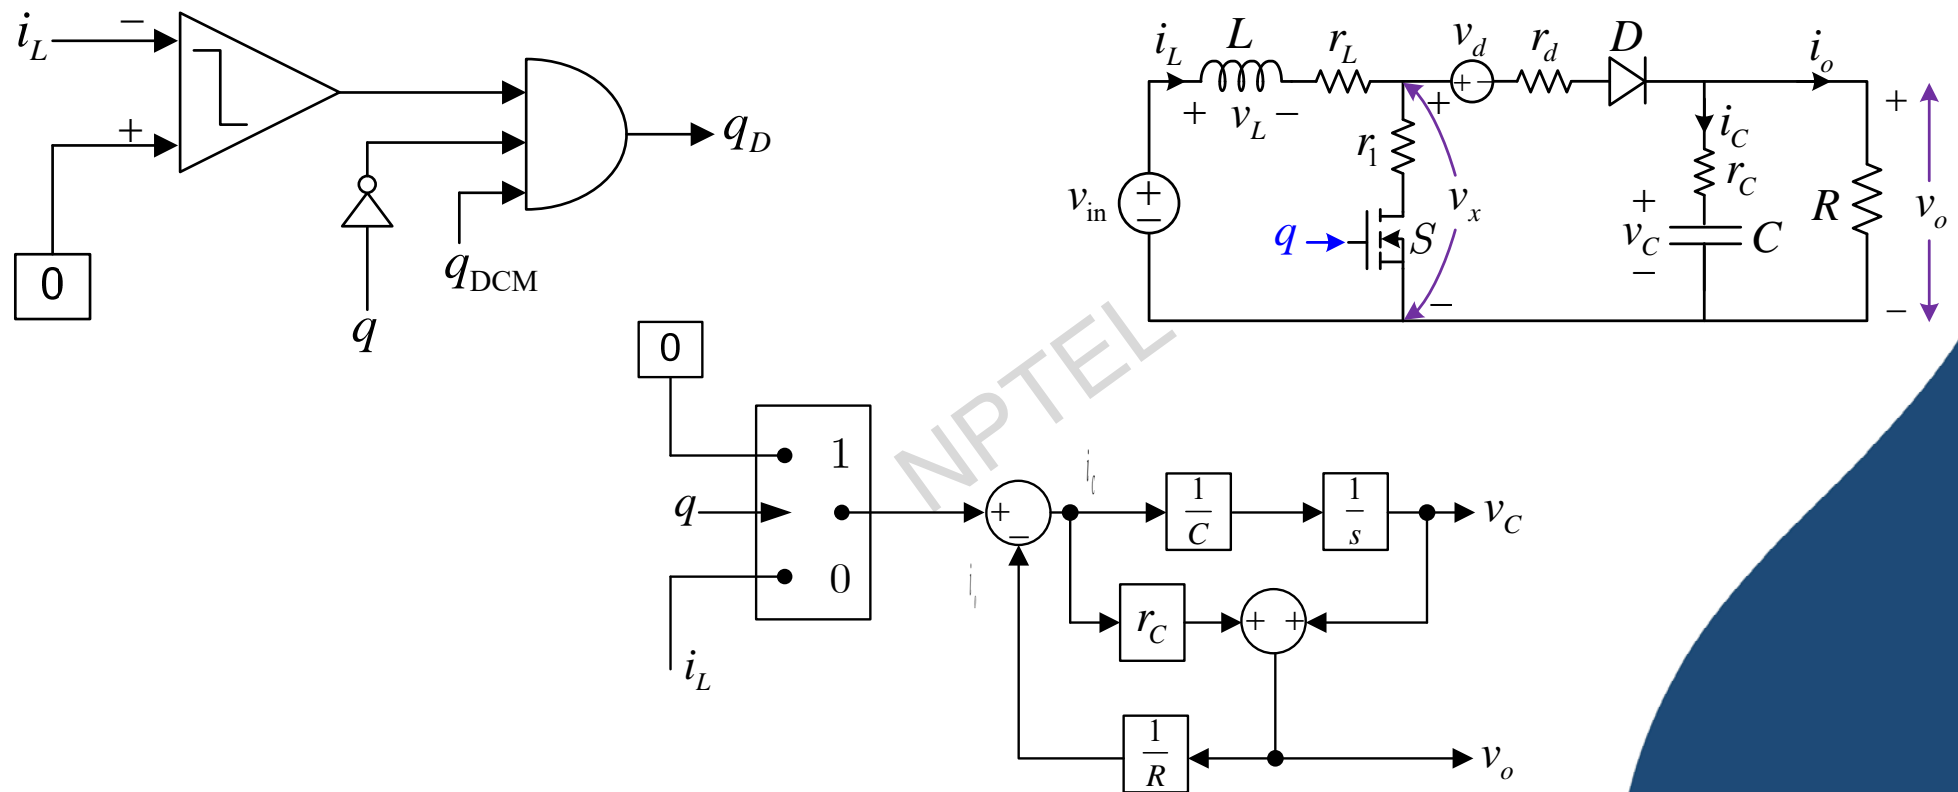 i_L − + 0 q q_DCM q_D
i_L L r_L v_d r_d D i_o
+ v_L − + + − +
v_in + − r_1 q S v_x −
i_C r_C + v_C − C R v_o −
NPTEL
0
1
q
0
i_L
+ − 1/C 1/s v_C
r_C + +
1/R v_o